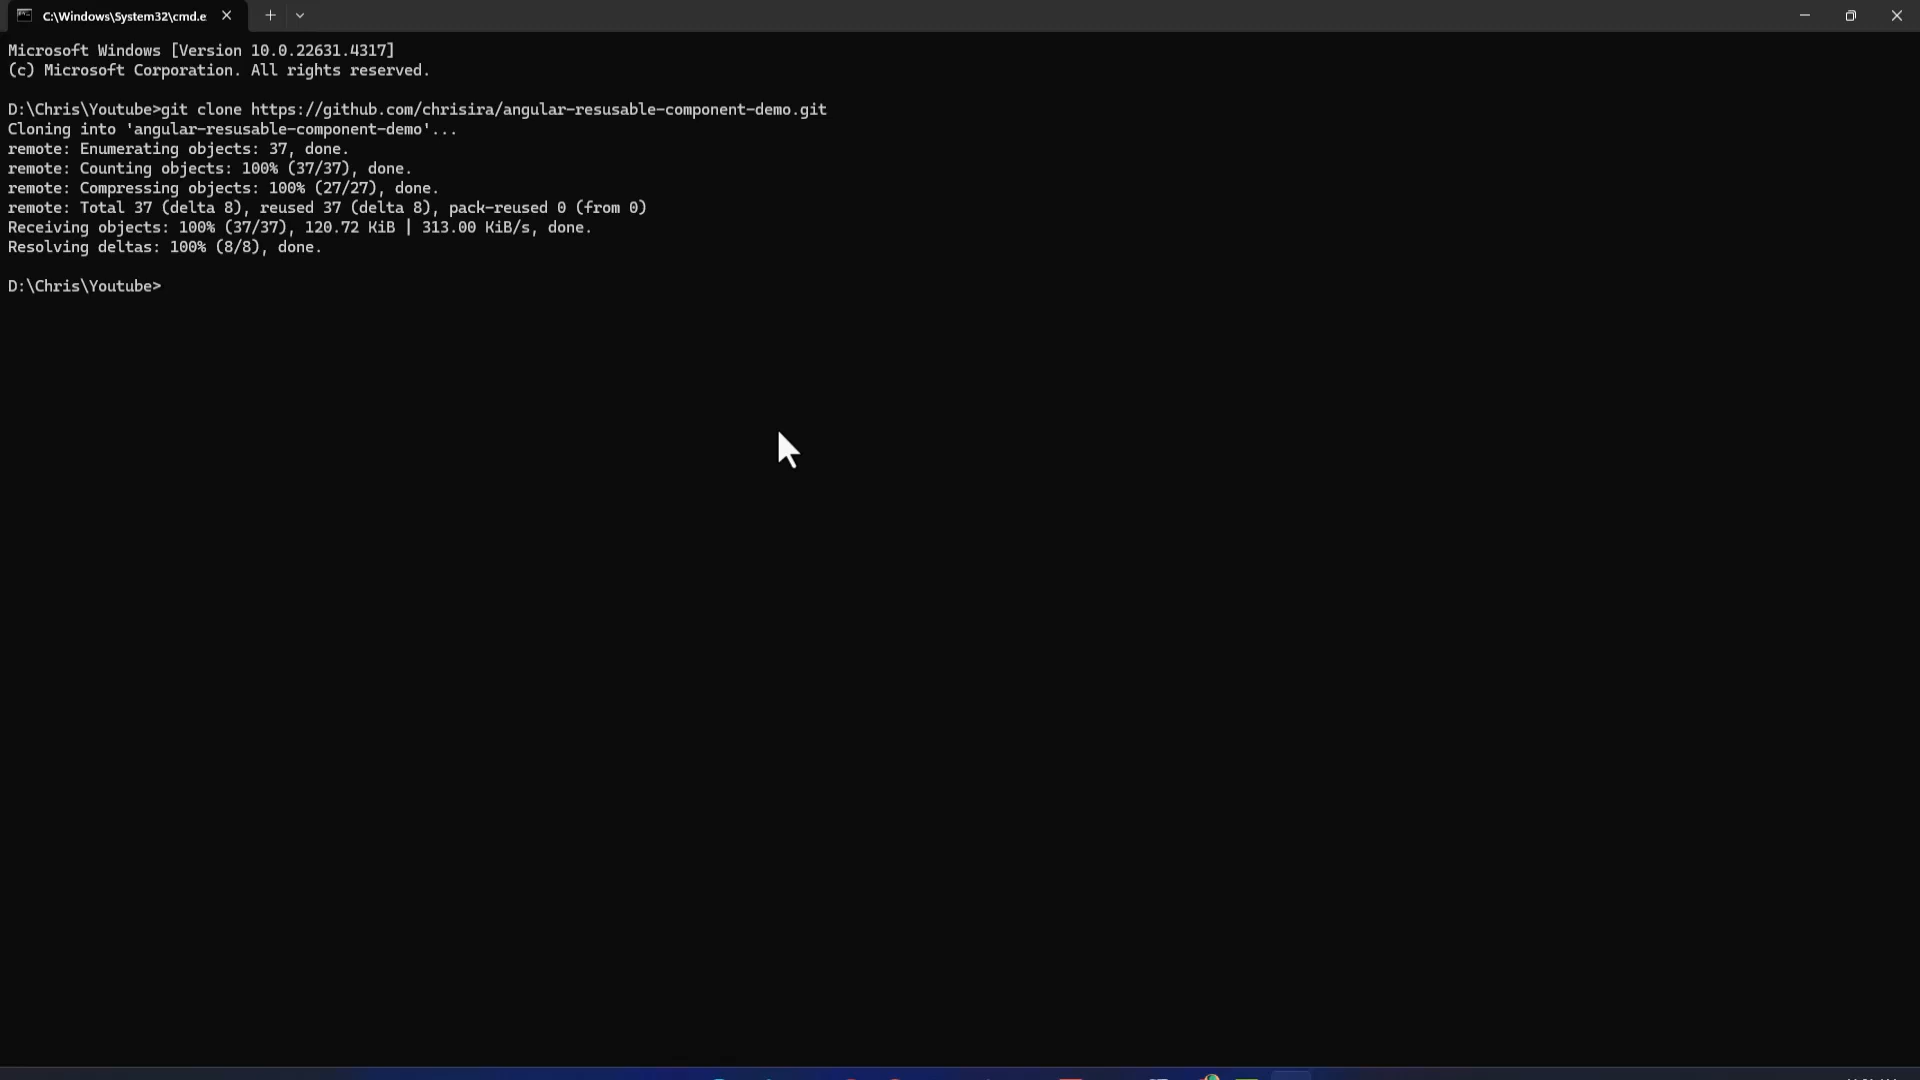 C:\Windows\System32\cmd.e
Microsoft Windows [Version 10.0.22631.4317]
(c) Microsoft Corporation. All rights reserved.
D:\Chris\Youtube>git clone https://github.com/chrisira/angular-resusable-component-demo.git
Cloning into 'angular-resusable-component-demo'...
remote: Enumerating objects: 37, done.
remote: Counting objects: 100% (37/37), done.
remote: Compressing objects: 100% (27/27), done.
remote: Total 37 (delta 8), reused 37 (delta 8), pack-reused 0 (from 0)
Receiving objects: 100% (37/37), 120.72 KiB | 313.00 KiB/s, done.
Resolving deltas: 100% (8/8), done.
D:\Chris\Youtube>